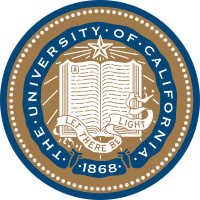 ·THE·UNIVERSITY·OF·CALIFORNIA·
A
LET THERE BE LIGHT
·1868·